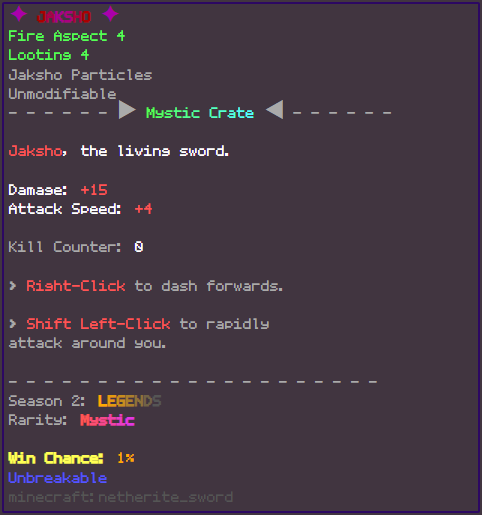 ✦ JAKSHO ✦
Fire Aspect 4
Looting 4
Jaksho Particles
Unmodifiable
- - - - - - ▶ Mystic Crate ◀ - - - - - -
Jaksho, the living sword.
Damage: +15
Attack Speed: +4
Kill Counter: 0
> Right-Click to dash forwards.
> Shift Left-Click to rapidly
attack around you.
- - - - - - - - - - - - - - - - - - - - - -
Season 2: LEGENDS
Rarity: Mystic
Win Chance: 1%
Unbreakable
minecraft:netherite_sword